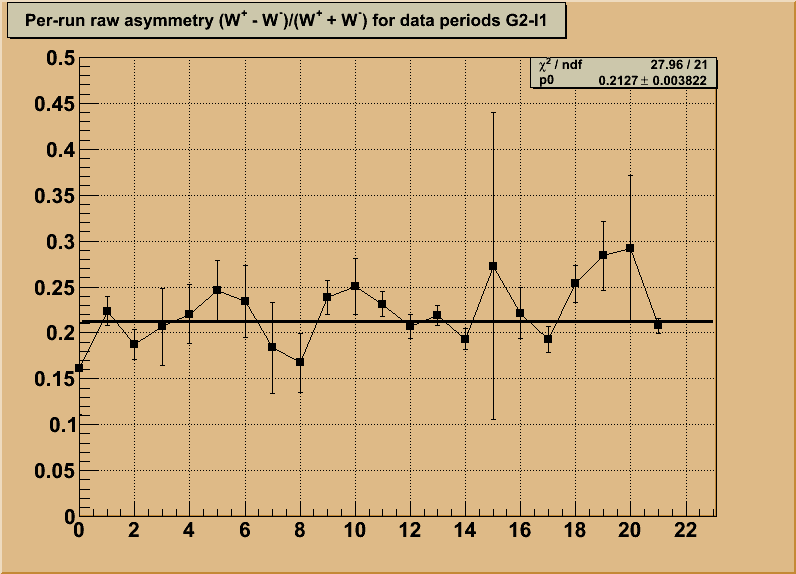 Per-run raw asymmetry (W⁺ - W⁻)/(W⁺ + W⁻) for data periods G2-I1
χ² / ndf 27.96 / 21
p0 0.2127 ± 0.003822
0.5
0.45
0.4
0.35
0.3
0.25
0.2
0.15
0.1
0.05
0
0 2 4 6 8 10 12 14 16 18 20 22